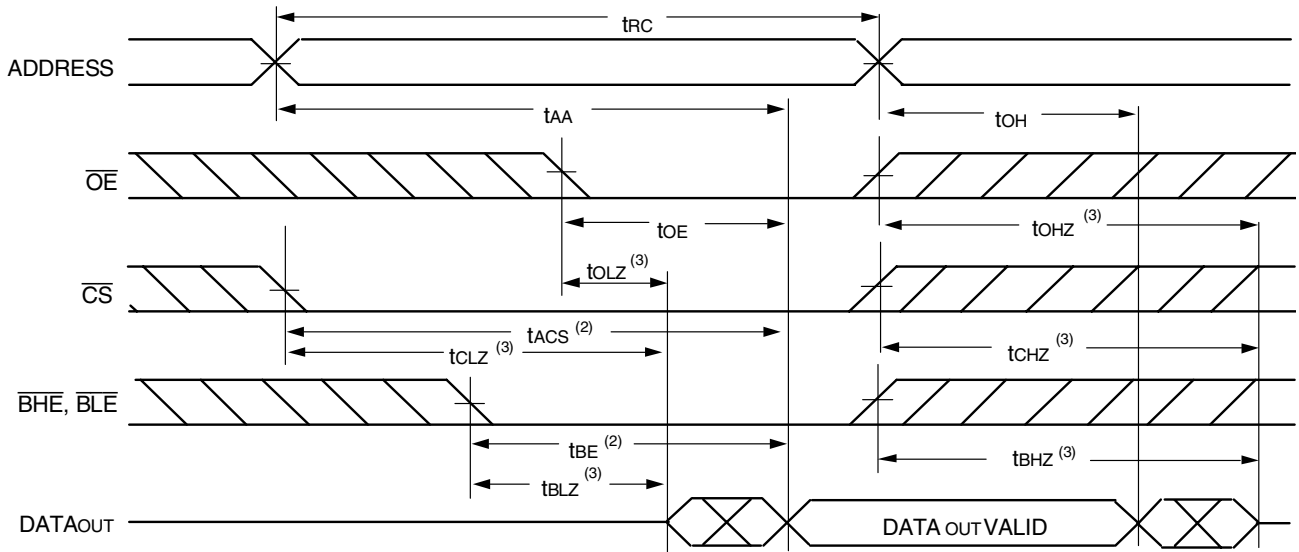 tRC
ADDRESS
tAA
tOH
OE
tOE
tOHZ (3)
tOLZ (3)
CS
tACS (2)
tCLZ (3)
tCHZ (3)
BHE, BLE
tBE (2)
tBHZ (3)
tBLZ (3)
DATAOUT
DATA OUT VALID